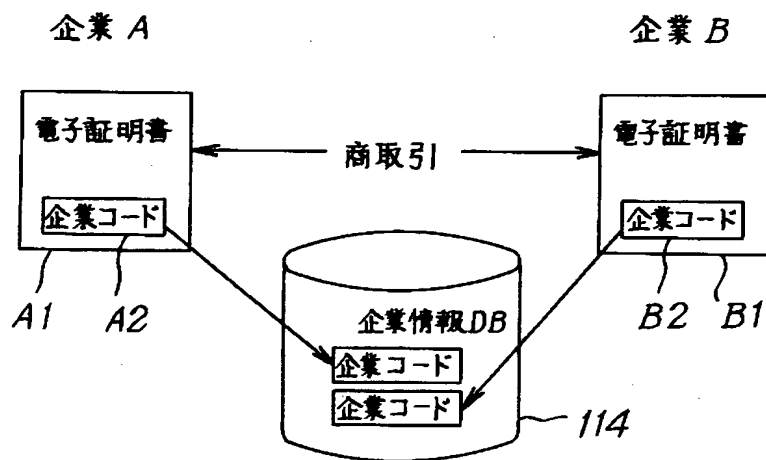 企業 A
企業 B
電子証明書
企業コード
商取引
電子証明書
企業コード
A1
A2
企業情報DB
企業コード
企業コード
B2
B1
114